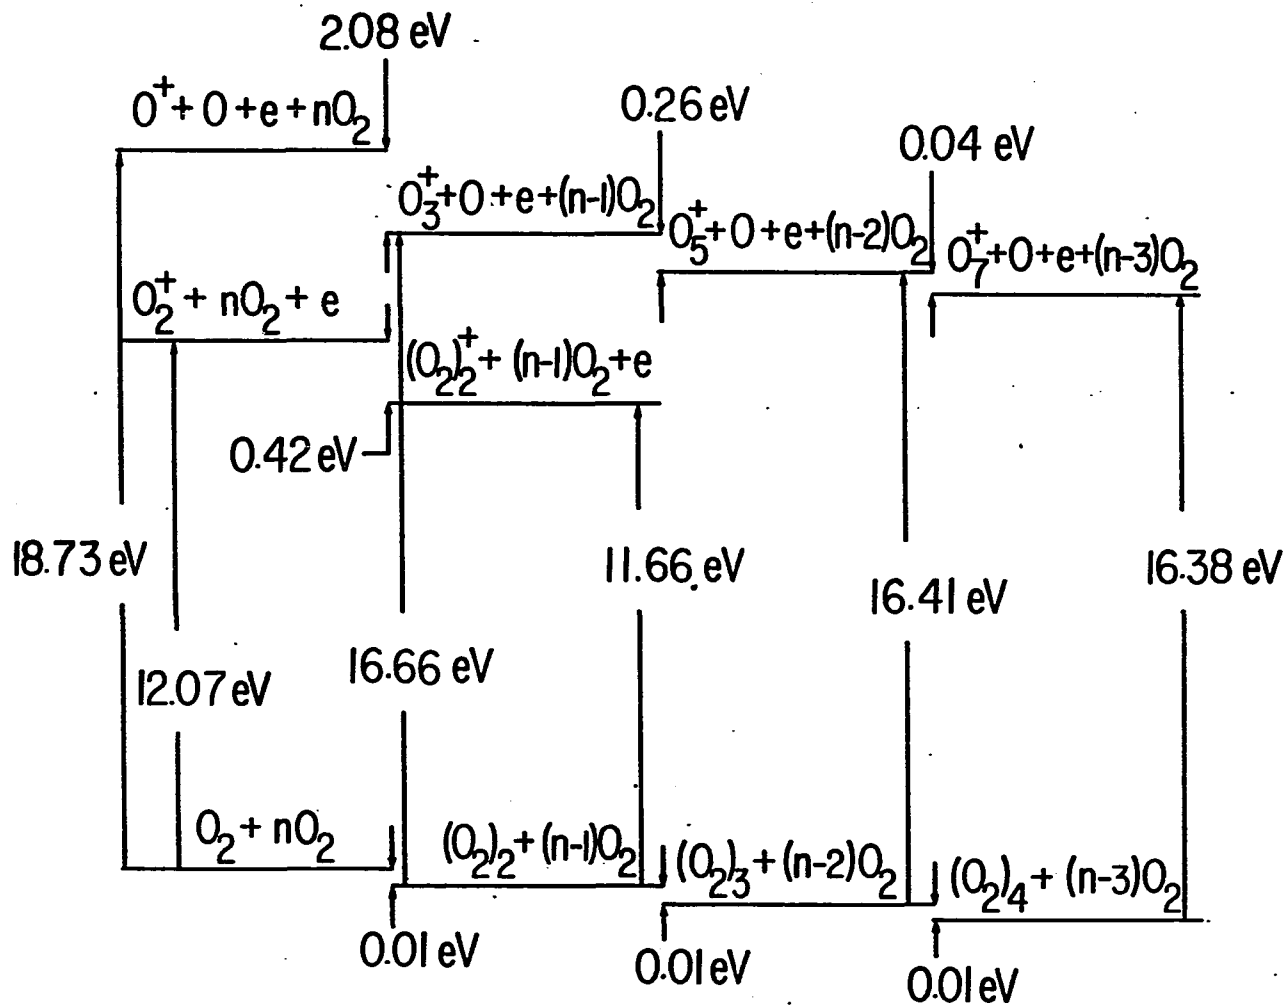 2.08 eV
O⁺ + O + e + nO₂
0.26 eV
0.04 eV
O₃⁺ + O + e + (n-1)O₂
O₅⁺ + O + e + (n-2)O₂
O₇⁺ + O + e + (n-3)O₂
O₂⁺ + nO₂ + e
(O₂)₂⁺ + (n-1)O₂ + e
0.42 eV
18.73 eV
11.66 eV
16.38 eV
16.41 eV
16.66 eV
12.07 eV
O₂ + nO₂
(O₂)₂ + (n-1)O₂
(O₂)₃ + (n-2)O₂
(O₂)₄ + (n-3)O₂
0.01 eV
0.01 eV
0.01 eV